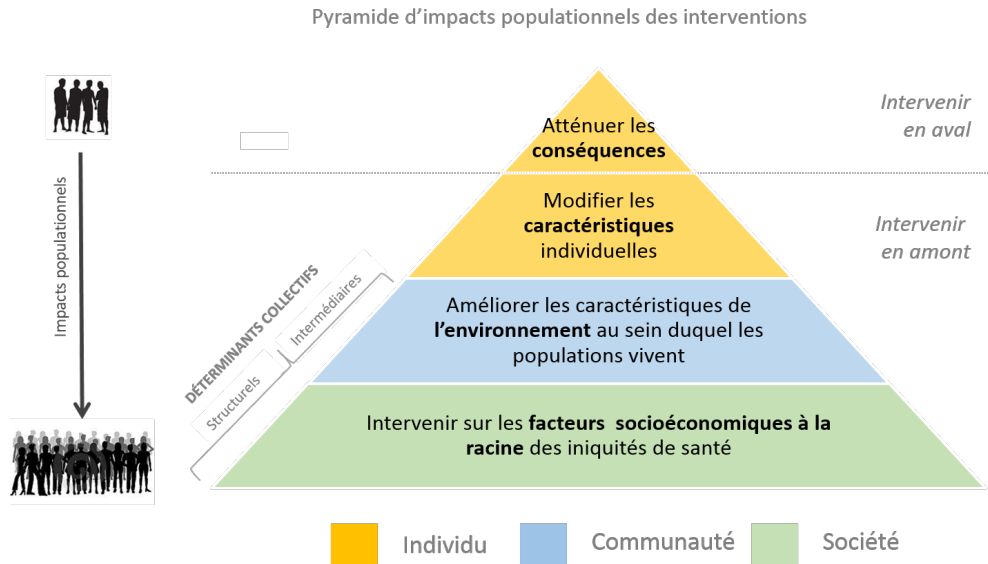 Pyramide d’impacts populationnels des interventions
Intervenir
en aval
Atténuer les
conséquences
Impacts populationnels
Modifier les
caractéristiques
individuelles
Intervenir
en amont
DÉTERMINANTS COLLECTIFS
Intermédiaires
Structurels
Améliorer les caractéristiques de
l’environnement au sein duquel les
populations vivent
Intervenir sur les facteurs socioéconomiques à la
racine des iniquités de santé
Individu
Communauté
Société